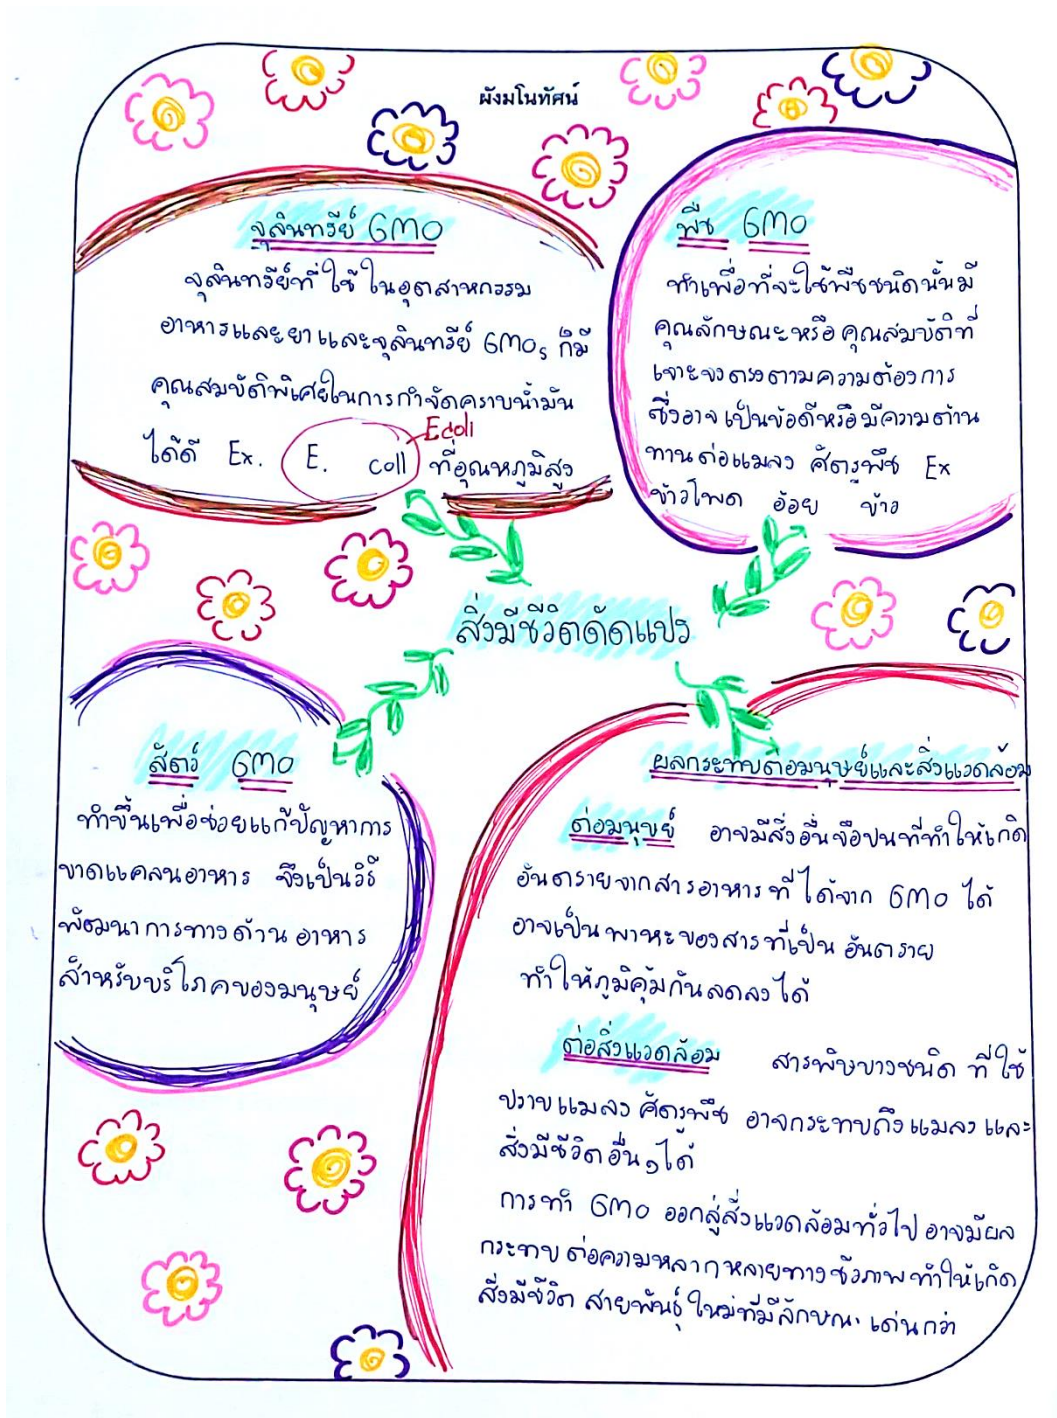 ผังมโนทัศน์
จุลินทรีย์ GMO
จุลินทรีย์ที่ใช้ในอุตสาหกรรม
อาหารและยา และจุลินทรีย์ GMOs ก็มี
คุณสมบัติพิเศษในการกำจัดคราบน้ำมัน
ได้ดี Ex. E. coli ที่อุณหภูมิสูง
Ecoli
พืช GMO
ทำเพื่อที่จะใช้พืชชนิดนั้นมี
คุณลักษณะหรือคุณสมบัติที่
เจาะจงตรงตามความต้องการ
ซึ่งอาจเป็นข้อดีหรือมีความต้าน
ทานต่อแมลง ศัตรูพืช Ex
ข้าวโพด อ้อย ข้าว
สิ่งมีชีวิตดัดแปร
สัตว์ GMO
ทำขึ้นเพื่อช่วยแก้ปัญหาการ
ขาดแคลนอาหาร จึงเป็นวิธี
พัฒนาการทางด้านอาหาร
สำหรับบริโภคของมนุษย์
ผลกระทบต่อมนุษย์และสิ่งแวดล้อม
ต่อมนุษย์ อาจมีสิ่งอื่นจือปนที่ทำให้เกิด
อันตรายจากสารอาหารที่ได้จาก GMO ได้
อาจเป็นพาหะของสารที่เป็นอันตราย
ทำให้ภูมิคุ้มกันลดลงได้
ต่อสิ่งแวดล้อม สารพิษบางชนิด ที่ใช้
ปราบแมลง ศัตรูพืช อาจกระทบถึงแมลง และ
สิ่งมีชีวิตอื่นๆได้
การทำ GMO ออกสู่สิ่งแวดล้อมทั่วไป อาจมีผล
กระทบต่อความหลากหลายทางชีวภาพ ทำให้เกิด
สิ่งมีชีวิต สายพันธุ์ใหม่ที่มีลักษณะ เด่นกว่า